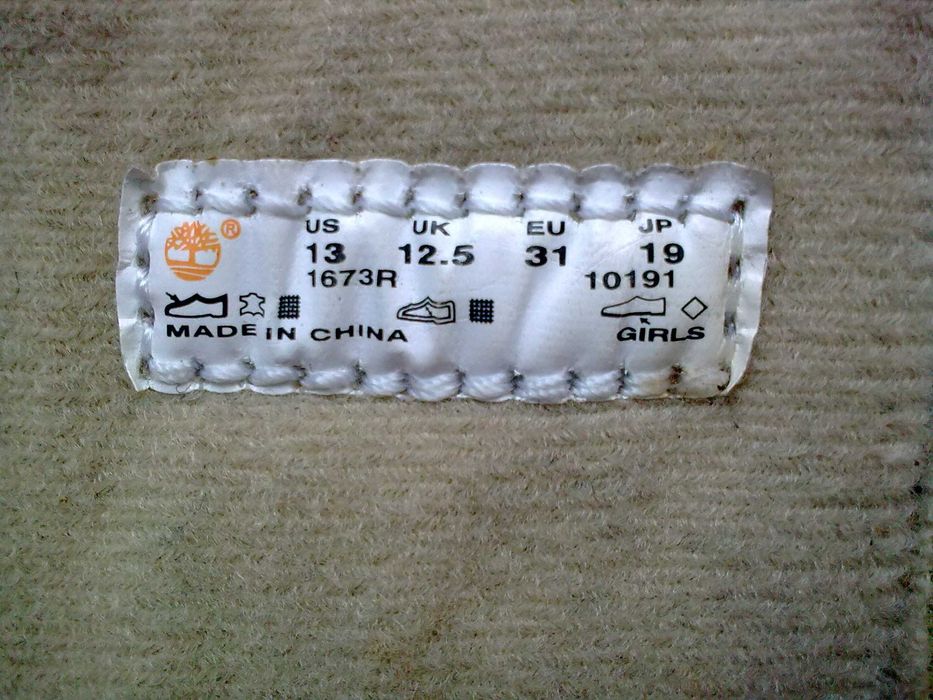 ® US UK EU JP
13 12.5 31 19
1673R 10191
MADE IN CHINA GIRLS